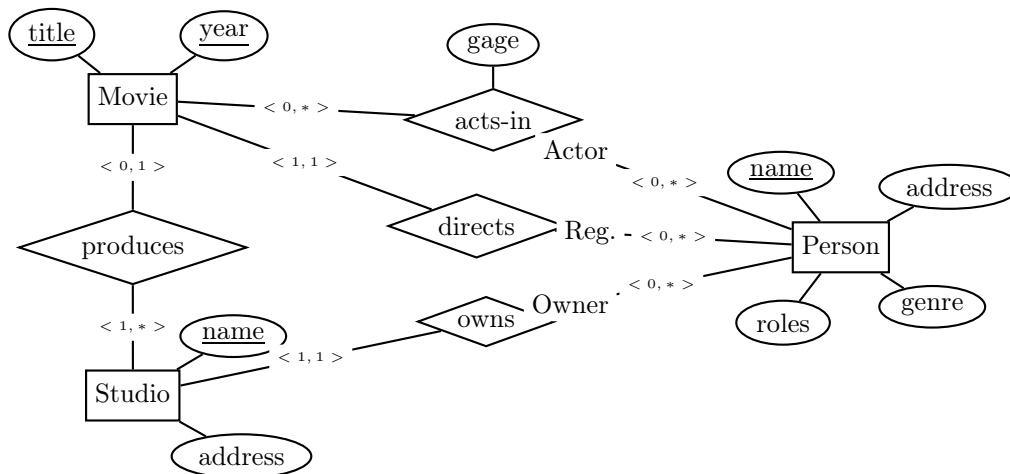 title
year
gage
Movie
< 0, * >
acts-in
Actor
< 0, 1 >
< 1, 1 >
name
address
< 0, * >
produces
directs
Reg.
< 0, * >
Person
Owner
< 0, * >
genre
roles
owns
< 1, * >
name
< 1, 1 >
Studio
address